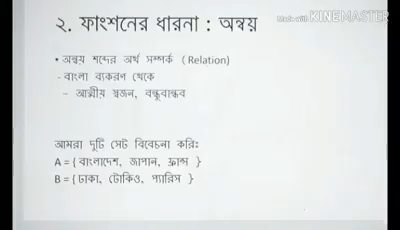 Made with KINEMASTER
২. ফাংশনের ধারনা : অন্বয়
• অন্বয় শব্দের অর্থ সম্পর্ক (Relation)
- বাংলা ব্যকরণ থেকে
– আত্মীয় স্বজন, বন্ধুবান্ধব
আমরা দুটি সেট বিবেচনা করিঃ
A = { বাংলাদেশ, জাপান, ফ্রান্স }
B = { ঢাকা, টোকিও, প্যারিস }